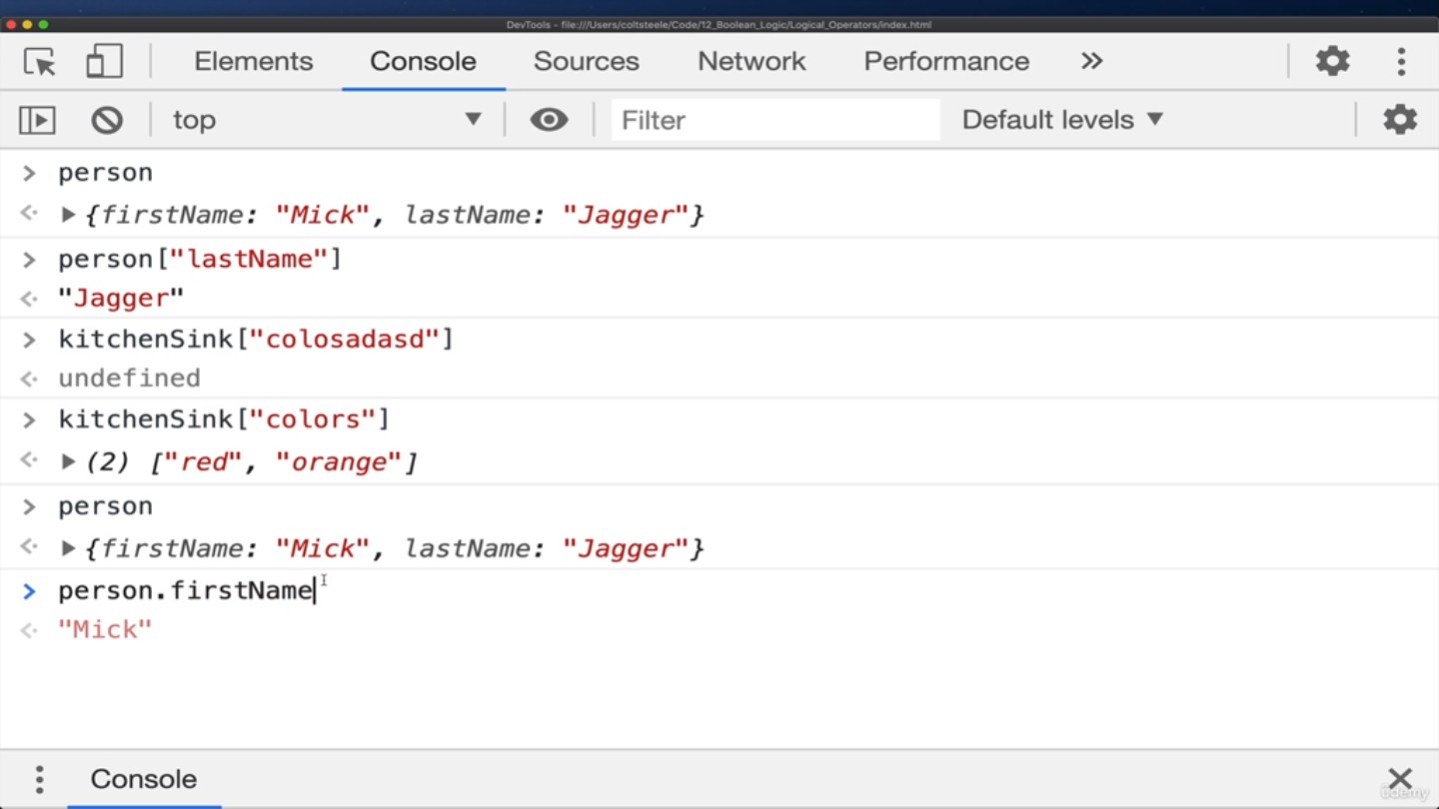 DevTools - file:///Users/coltsteele/Code/12_Boolean_Logic/Logical_Operators/index.html
Elements Console Sources Network Performance »
top ▼ Filter Default levels ▼
> person
<· ▶ {firstName: "Mick", lastName: "Jagger"}
> person["lastName"]
<· "Jagger"
> kitchenSink["colosadasd"]
<· undefined
> kitchenSink["colors"]
<· ▶ (2) ["red", "orange"]
> person
<· ▶ {firstName: "Mick", lastName: "Jagger"}
> person.firstName
<· "Mick"
Console
udemy